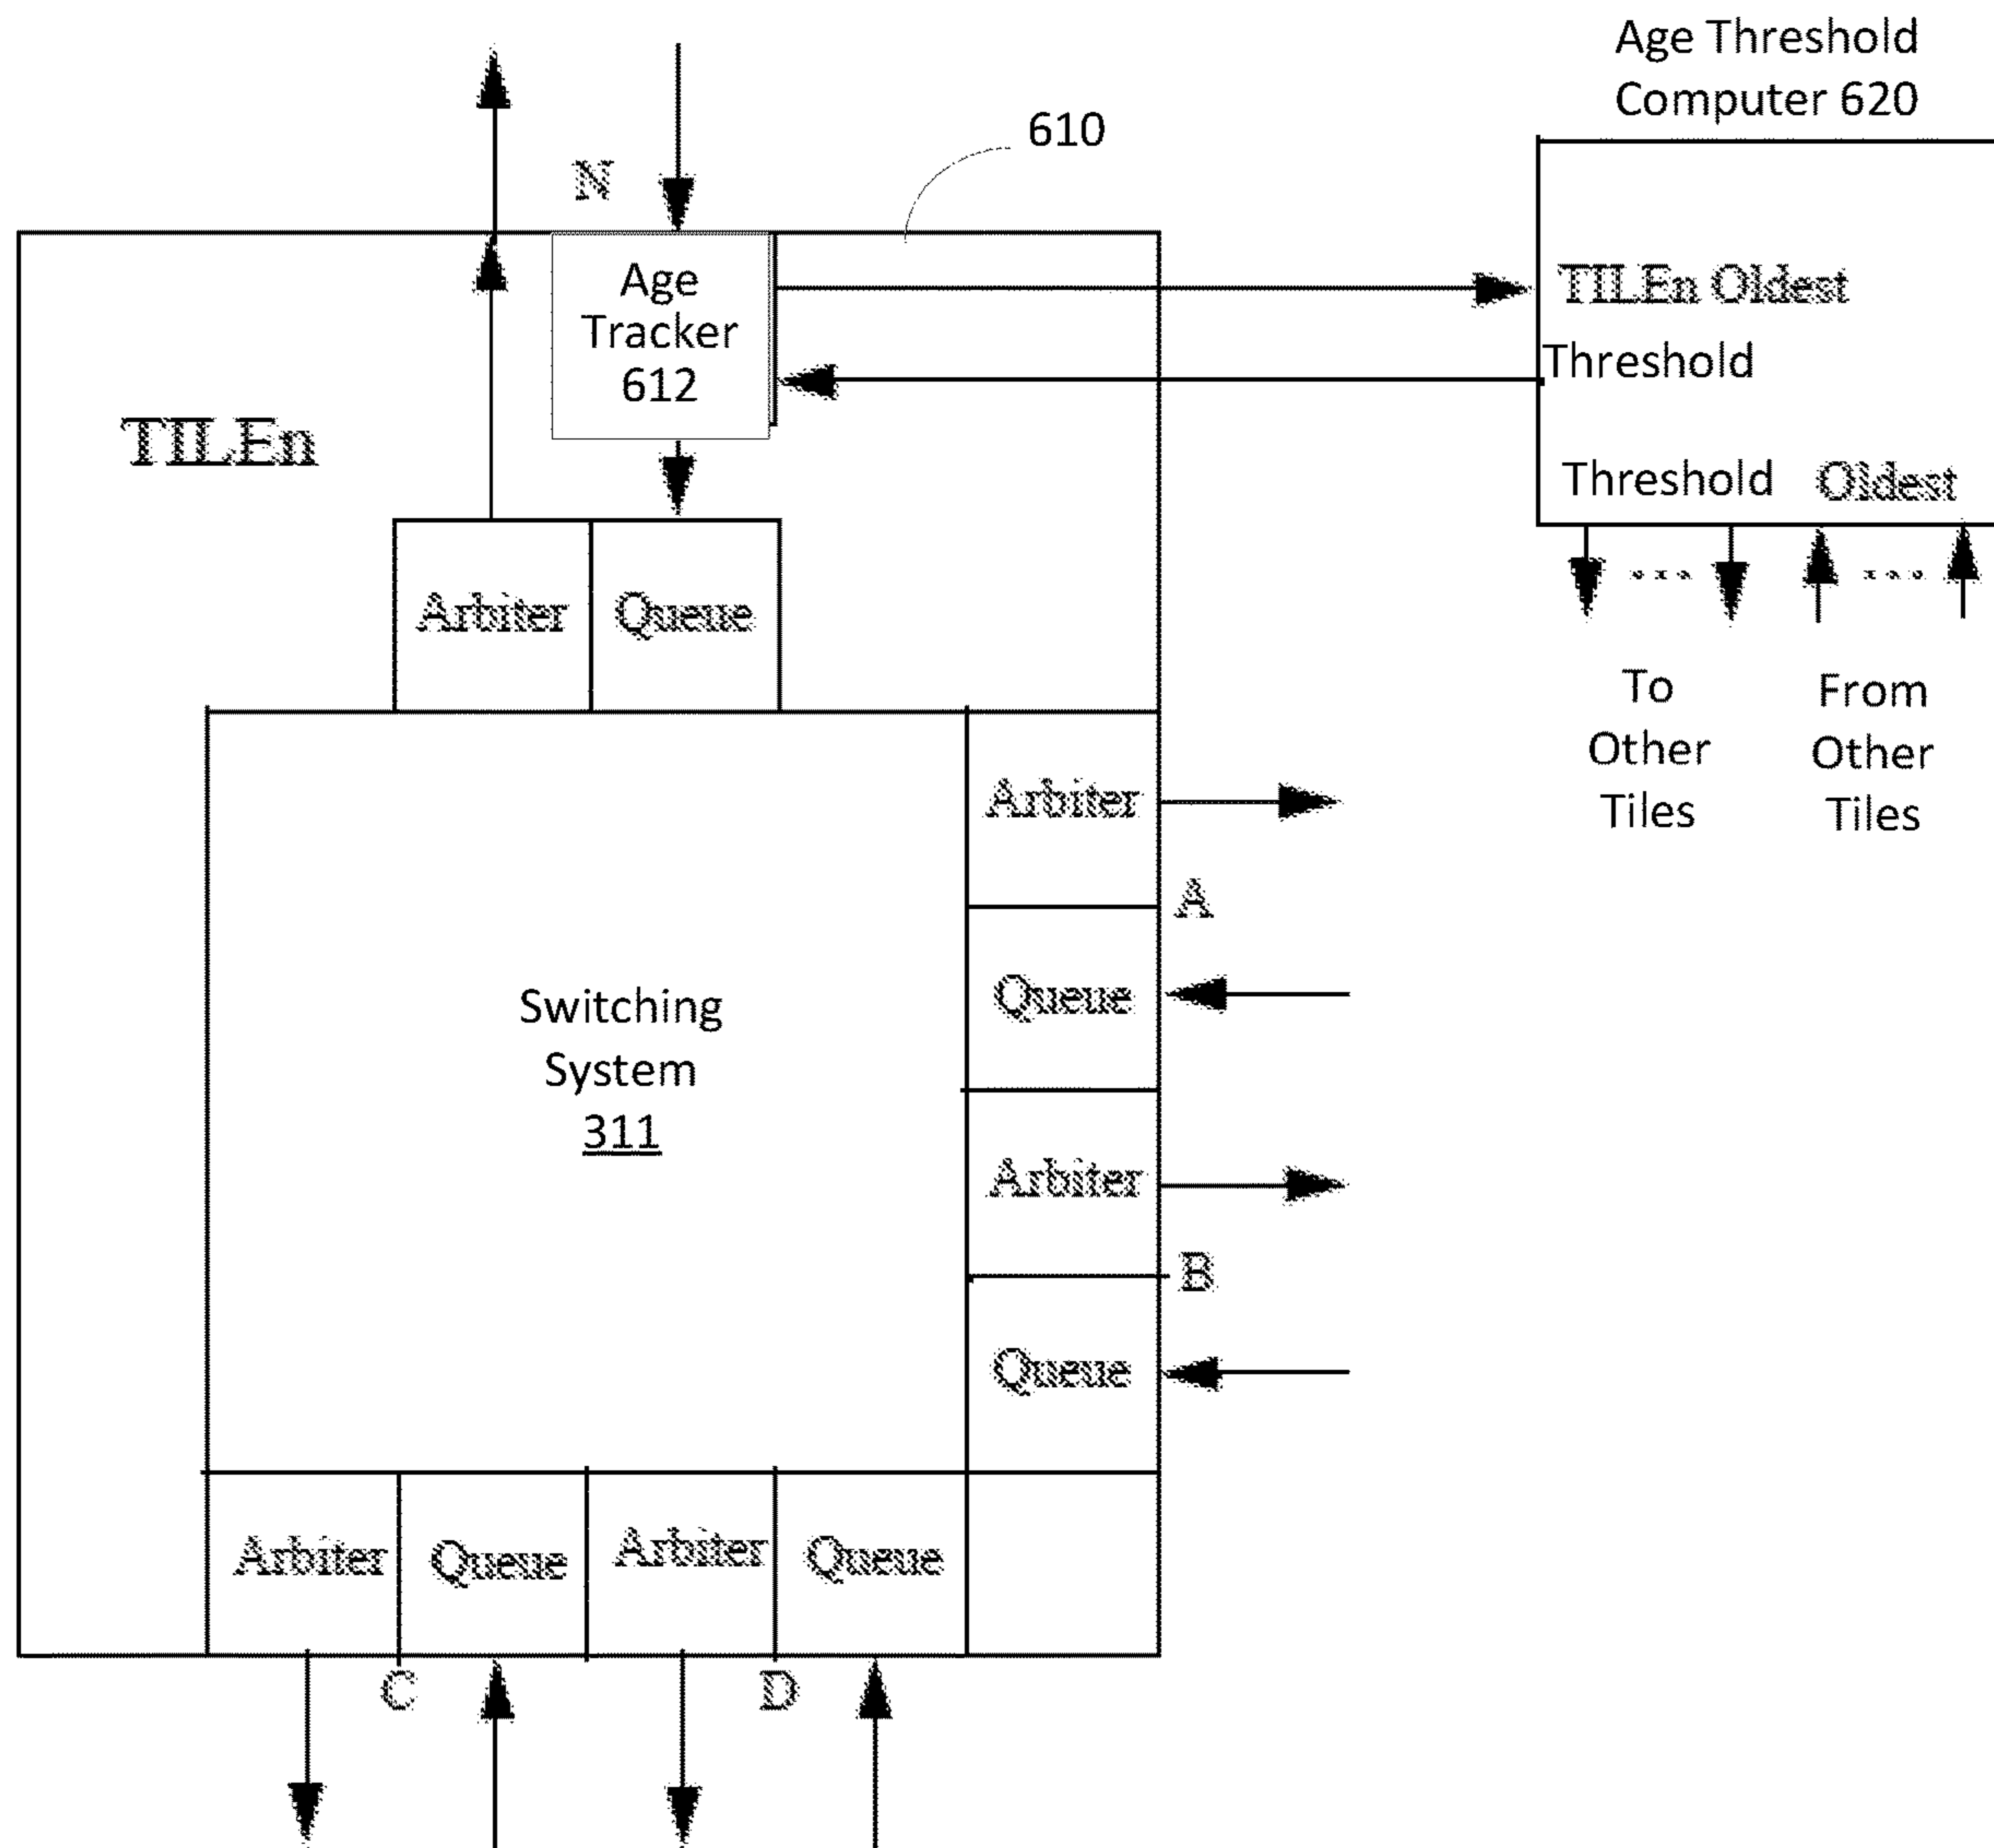 Age Threshold
Computer 620
610
N
Age
Tracker
612
TILEn Oldest
Threshold
TILEn
Threshold Oldest
... ...
Arbiter Queue
To
Other
Tiles
From
Other
Tiles
Arbiter
A
Queue
Switching
System
311
Arbiter
B
Queue
Arbiter Queue Arbiter Queue
C D